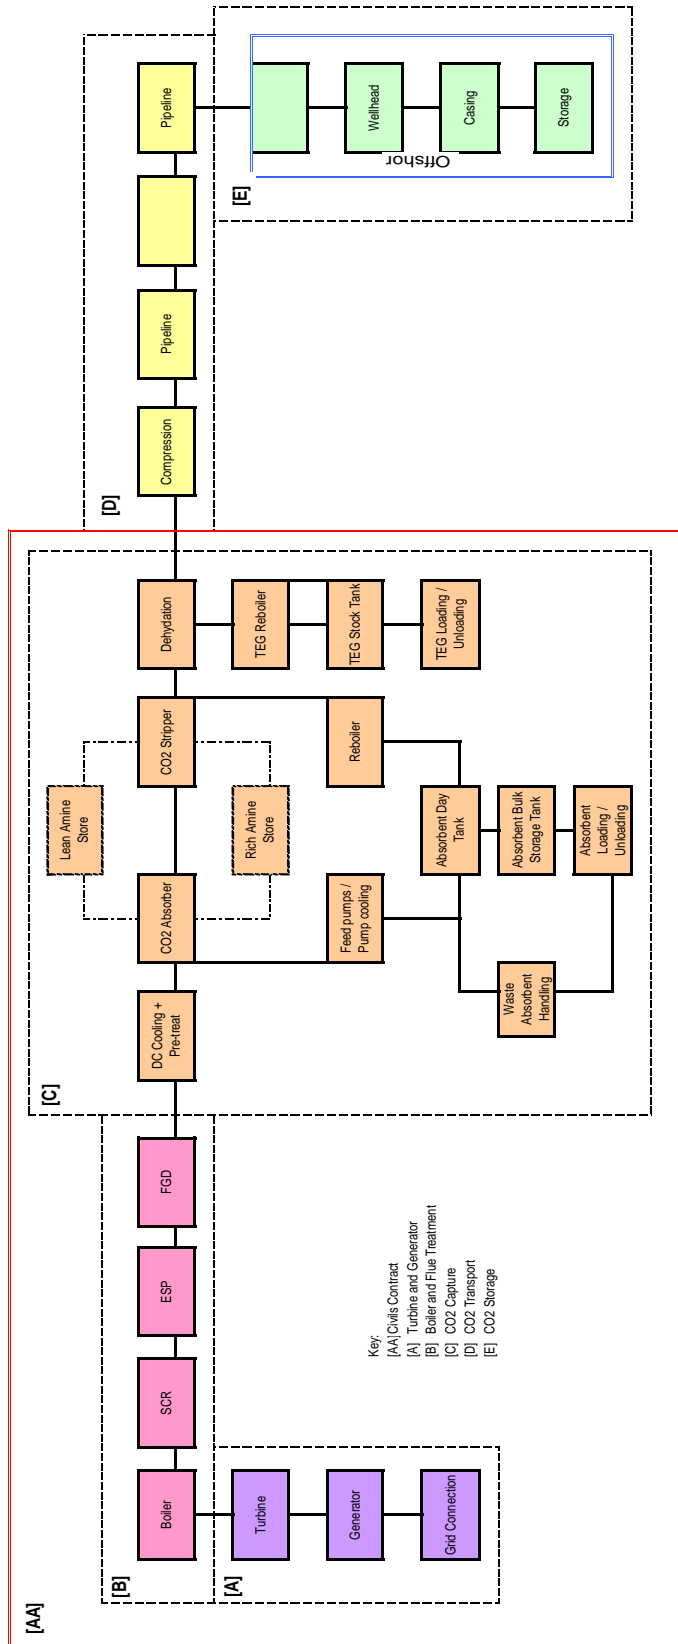 [AA]
[B]
Boiler
SCR
ESP
FGD
[A]
Turbine
Generator
Grid Connection
Key:
[AA]Civils Contract
[A] Turbine and Generator
[B] Boiler and Flue Treatment
[C] CO2 Capture
[D] CO2 Transport
[E] CO2 Storage
[C]
DC Cooling +
Pre-treat
CO2 Absorber
CO2 Stripper
Dehydation
Lean Amine
Store
Rich Amine
Store
TEG Reboiler
TEG Stock Tank
TEG Loading /
Unloading
Feed pumps /
Pump cooling
Reboiler
Absorbent Day
Tank
Absorbent Bulk
Storage Tank
Absorbent
Loading /
Unloading
Waste
Absorbent
Handling
[D]
Compression
Pipeline
Pipeline
[E]
Offshor
Wellhead
Casing
Storage